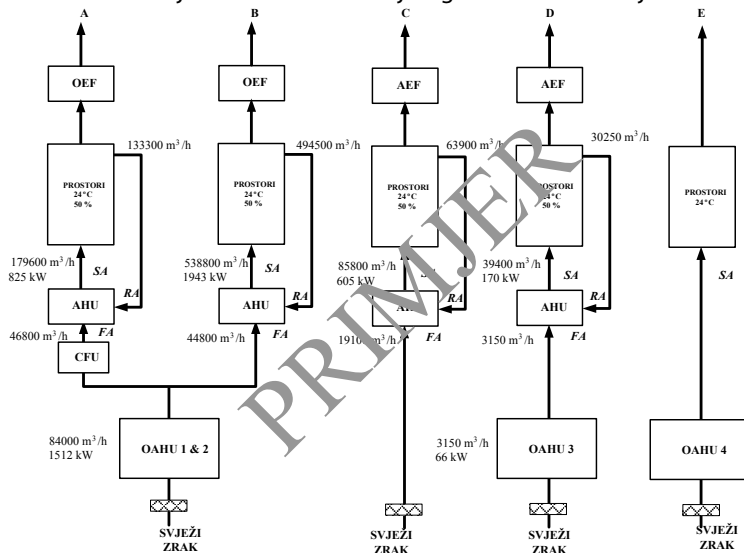 A
B
C
D
E
OEF
OEF
AEF
AEF
133300 m³/h
494500 m³/h
63900 m³/h
30250 m³/h
PROSTORI
24°C
50 %
PROSTORI
24°C
50 %
PROSTORI
24°C
50 %
PROSTORI
24°C
50 %
PROSTORI
24°C
179600 m³/h
825 kW
SA
538800 m³/h
1943 kW
SA
85800 m³/h
605 kW
39400 m³/h
170 kW
SA
SA
AHU
RA
AHU
RA
RA
AHU
RA
46800 m³/h
FA
44800 m³/h
FA
m³/h
FA
3150 m³/h
FA
CFU
84000 m³/h
1512 kW
OAHU 1 & 2
3150 m³/h
66 kW
OAHU 3
OAHU 4
SVJEŽI
ZRAK
SVJEŽI
ZRAK
SVJEŽI
ZRAK
SVJEŽI
ZRAK
PRIMJER